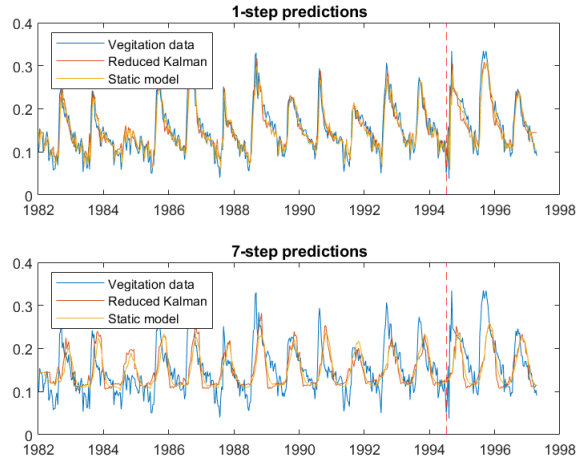 1-step predictions
0.4
0.3
0.2
0.1
0
Vegitation data
Reduced Kalman
Static model
1982 1984 1986 1988 1990 1992 1994 1996 1998
7-step predictions
0.4
0.3
0.2
0.1
0
Vegitation data
Reduced Kalman
Static model
1982 1984 1986 1988 1990 1992 1994 1996 1998